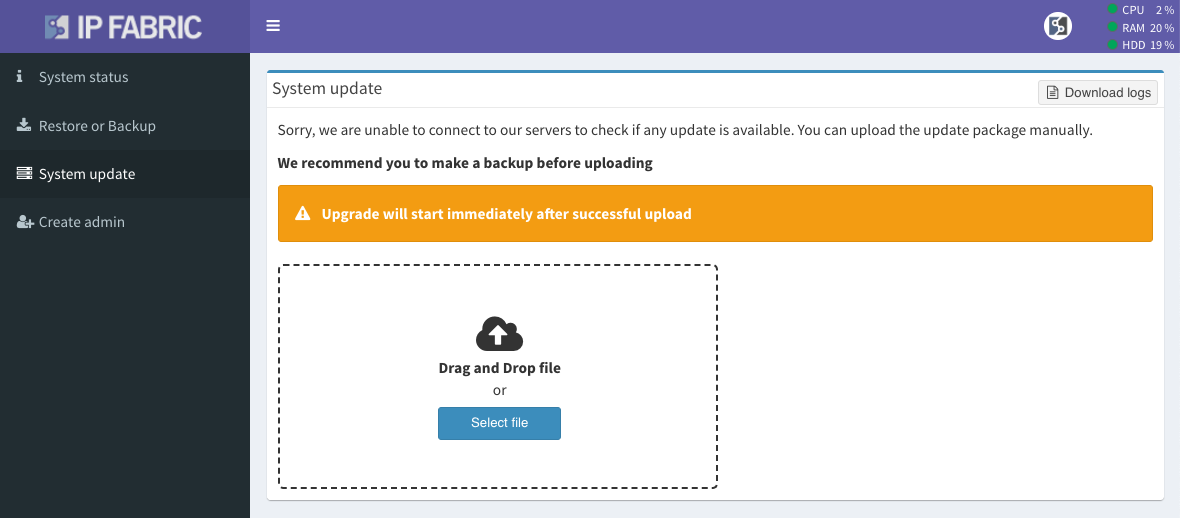 IP FABRIC
CPU 2 %
RAM 20 %
HDD 19 %
System status
Restore or Backup
System update
Create admin
System update
Download logs
Sorry, we are unable to connect to our servers to check if any update is available. You can upload the update package manually.
We recommend you to make a backup before uploading
Upgrade will start immediately after successful upload
Drag and Drop file
or
Select file